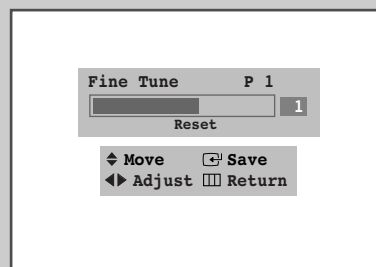 Fine Tune P 1
1
Reset
Move Save
Adjust Return